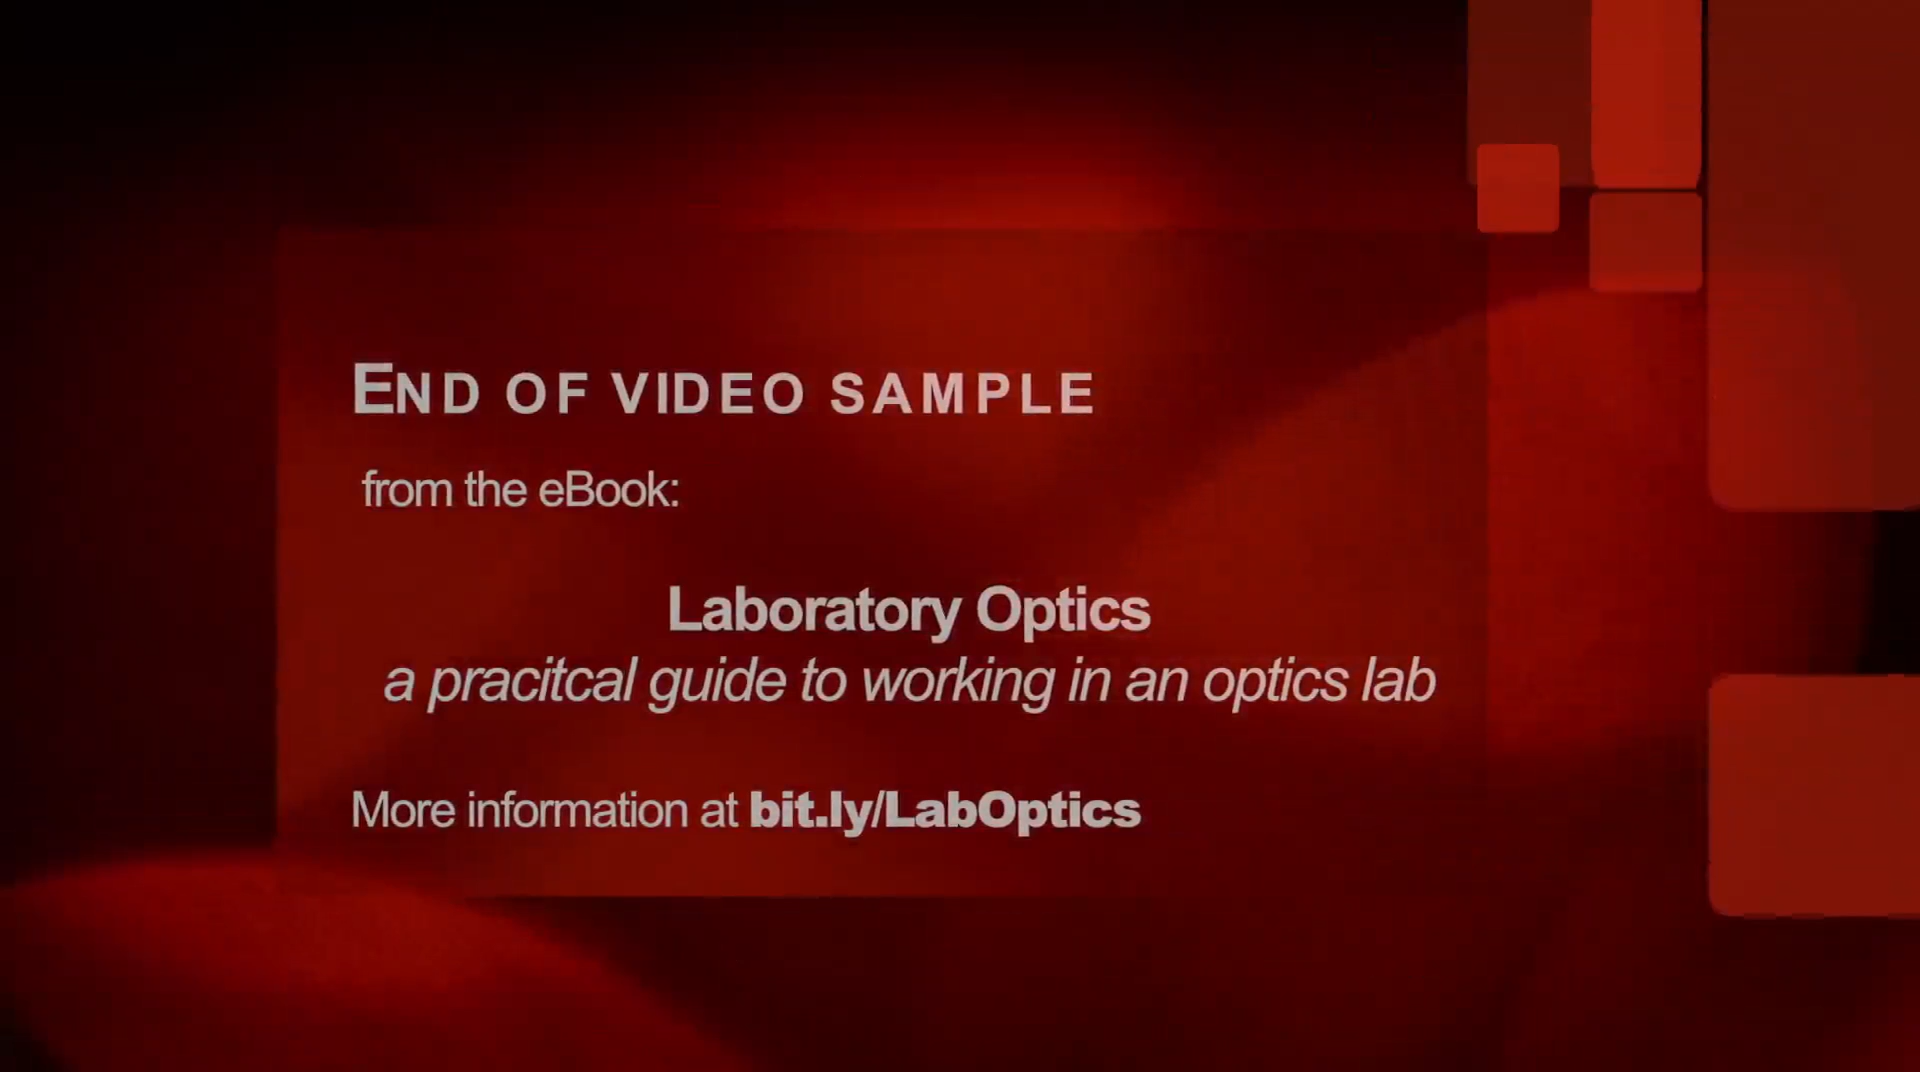 END OF VIDEO SAMPLE
from the eBook:
Laboratory Optics
a pracitcal guide to working in an optics lab
More information at bit.ly/LabOptics